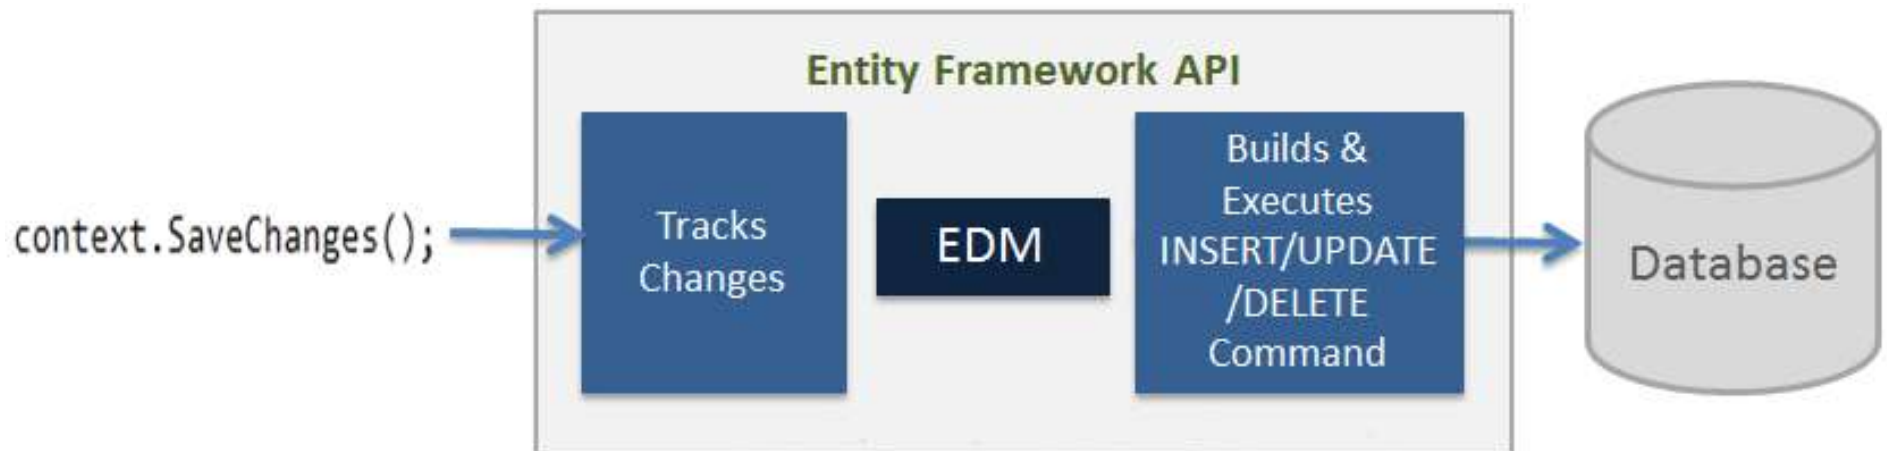 Entity Framework API
context.SaveChanges();
Tracks
Changes
EDM
Builds &
Executes
INSERT/UPDATE
/DELETE
Command
Database